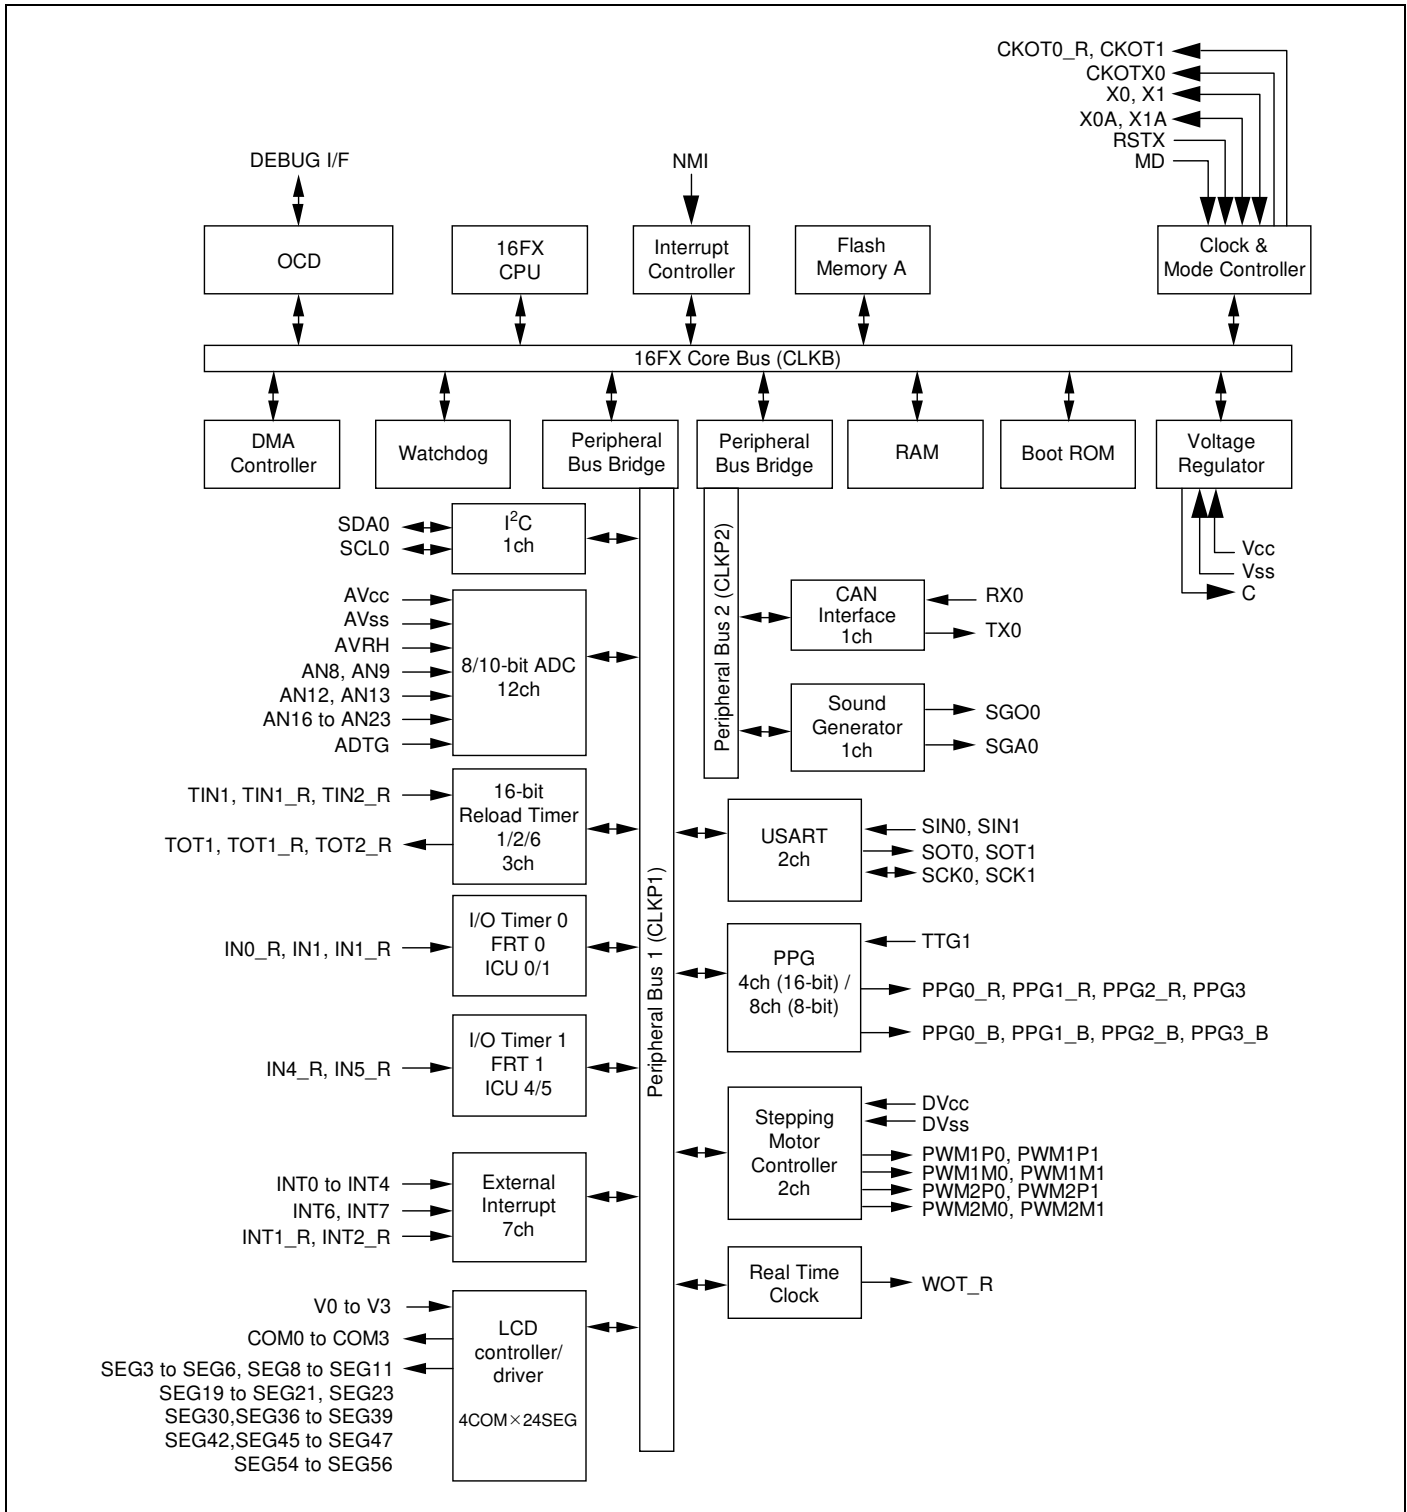 CKOT0_R, CKOT1
CKOTX0
X0, X1
X0A, X1A
RSTX
MD
DEBUG I/F
NMI
OCD
16FX
CPU
Interrupt
Controller
Flash
Memory A
Clock &
Mode Controller
16FX Core Bus (CLKB)
DMA
Controller
Watchdog
Peripheral
Bus Bridge
Peripheral
Bus Bridge
RAM
Boot ROM
Voltage
Regulator
Vcc
Vss
C
SDA0
SCL0
I²C
1ch
AVcc
AVss
AVRH
AN8, AN9
AN12, AN13
AN16 to AN23
ADTG
8/10-bit ADC
12ch
TIN1, TIN1_R, TIN2_R
TOT1, TOT1_R, TOT2_R
16-bit
Reload Timer
1/2/6
3ch
IN0_R, IN1, IN1_R
I/O Timer 0
FRT 0
ICU 0/1
IN4_R, IN5_R
I/O Timer 1
FRT 1
ICU 4/5
INT0 to INT4
INT6, INT7
INT1_R, INT2_R
External
Interrupt
7ch
V0 to V3
COM0 to COM3
SEG3 to SEG6, SEG8 to SEG11
SEG19 to SEG21, SEG23
SEG30,SEG36 to SEG39
SEG42,SEG45 to SEG47
SEG54 to SEG56
LCD
controller/
driver
4COM×24SEG
Peripheral Bus 1 (CLKP1)
Peripheral Bus 2 (CLKP2)
CAN
Interface
1ch
RX0
TX0
Sound
Generator
1ch
SGO0
SGA0
USART
2ch
SIN0, SIN1
SOT0, SOT1
SCK0, SCK1
PPG
4ch (16-bit) /
8ch (8-bit)
TTG1
PPG0_R, PPG1_R, PPG2_R, PPG3
PPG0_B, PPG1_B, PPG2_B, PPG3_B
Stepping
Motor
Controller
2ch
DVcc
DVss
PWM1P0, PWM1P1
PWM1M0, PWM1M1
PWM2P0, PWM2P1
PWM2M0, PWM2M1
Real Time
Clock
WOT_R